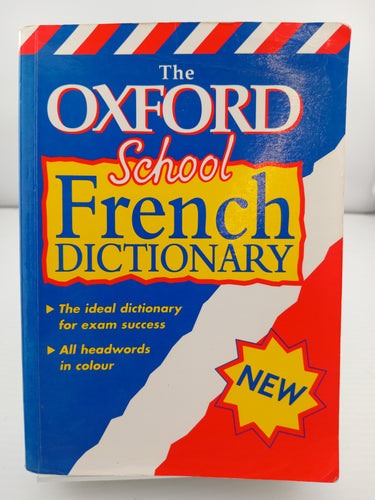 The
OXFORD
School
French
DICTIONARY
The ideal dictionary
for exam success
All headwords
in colour
NEW